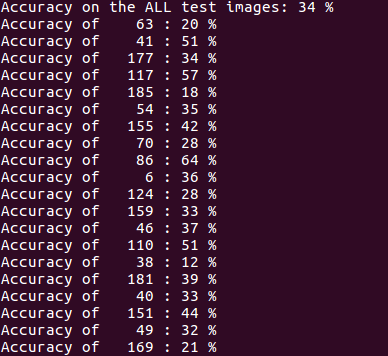 Accuracy on the ALL test images: 34 %
Accuracy of    63 : 20 %
Accuracy of    41 : 51 %
Accuracy of   177 : 34 %
Accuracy of   117 : 57 %
Accuracy of   185 : 18 %
Accuracy of    54 : 35 %
Accuracy of   155 : 42 %
Accuracy of    70 : 28 %
Accuracy of    86 : 64 %
Accuracy of     6 : 36 %
Accuracy of   124 : 28 %
Accuracy of   159 : 33 %
Accuracy of    46 : 37 %
Accuracy of   110 : 51 %
Accuracy of    38 : 12 %
Accuracy of   181 : 39 %
Accuracy of    40 : 33 %
Accuracy of   151 : 44 %
Accuracy of    49 : 32 %
Accuracy of   169 : 21 %